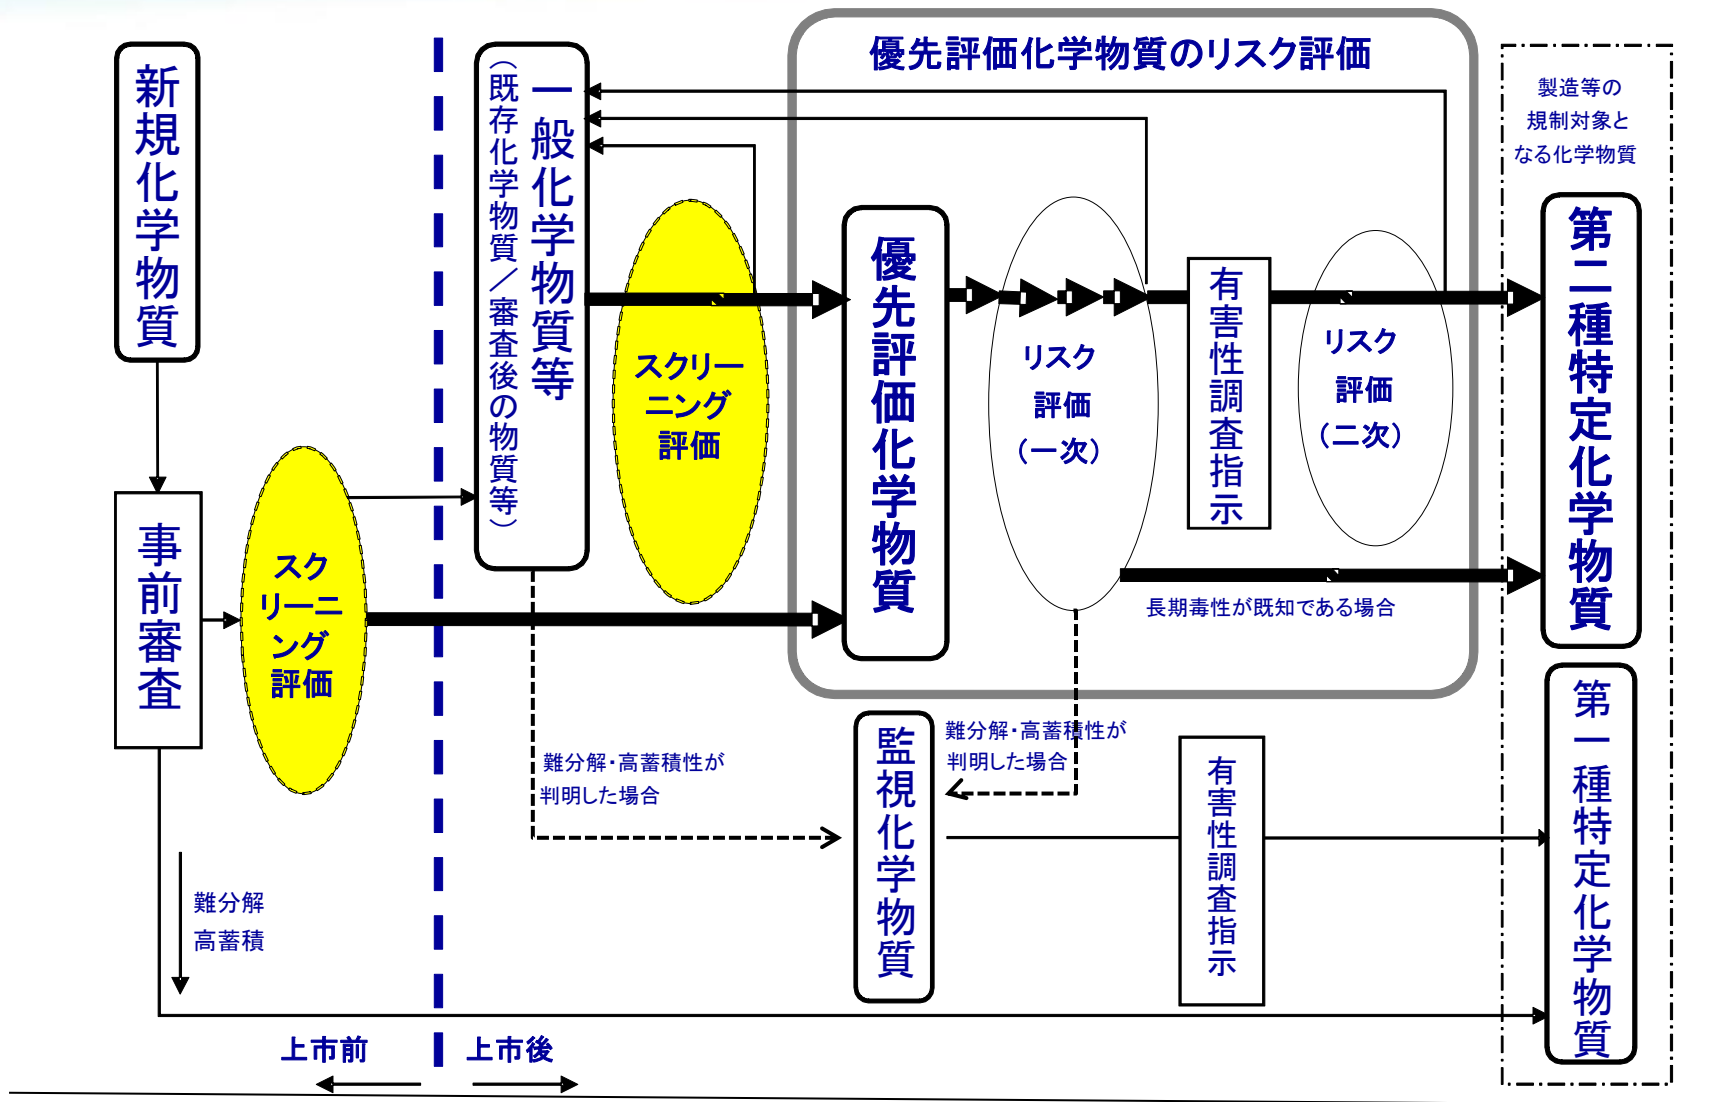 優先評価化学物質のリスク評価
新規化学物質
事前審査
スク
リーニ
ング
評価
難分解
高蓄積
一般化学物質等
（既存化学物質／審査後の物質等）
スクリー
ニング
評価
優先評価化学物質
リスク
評価
（一次）
有害性調査指示
リスク
評価
（二次）
長期毒性が既知である場合
製造等の
規制対象と
なる化学物質
第二種特定化学物質
難分解・高蓄積性が
判明した場合
監視化学物質
難分解・高蓄積性が
判明した場合
有害性調査指示
第一種特定化学物質
上市前
上市後